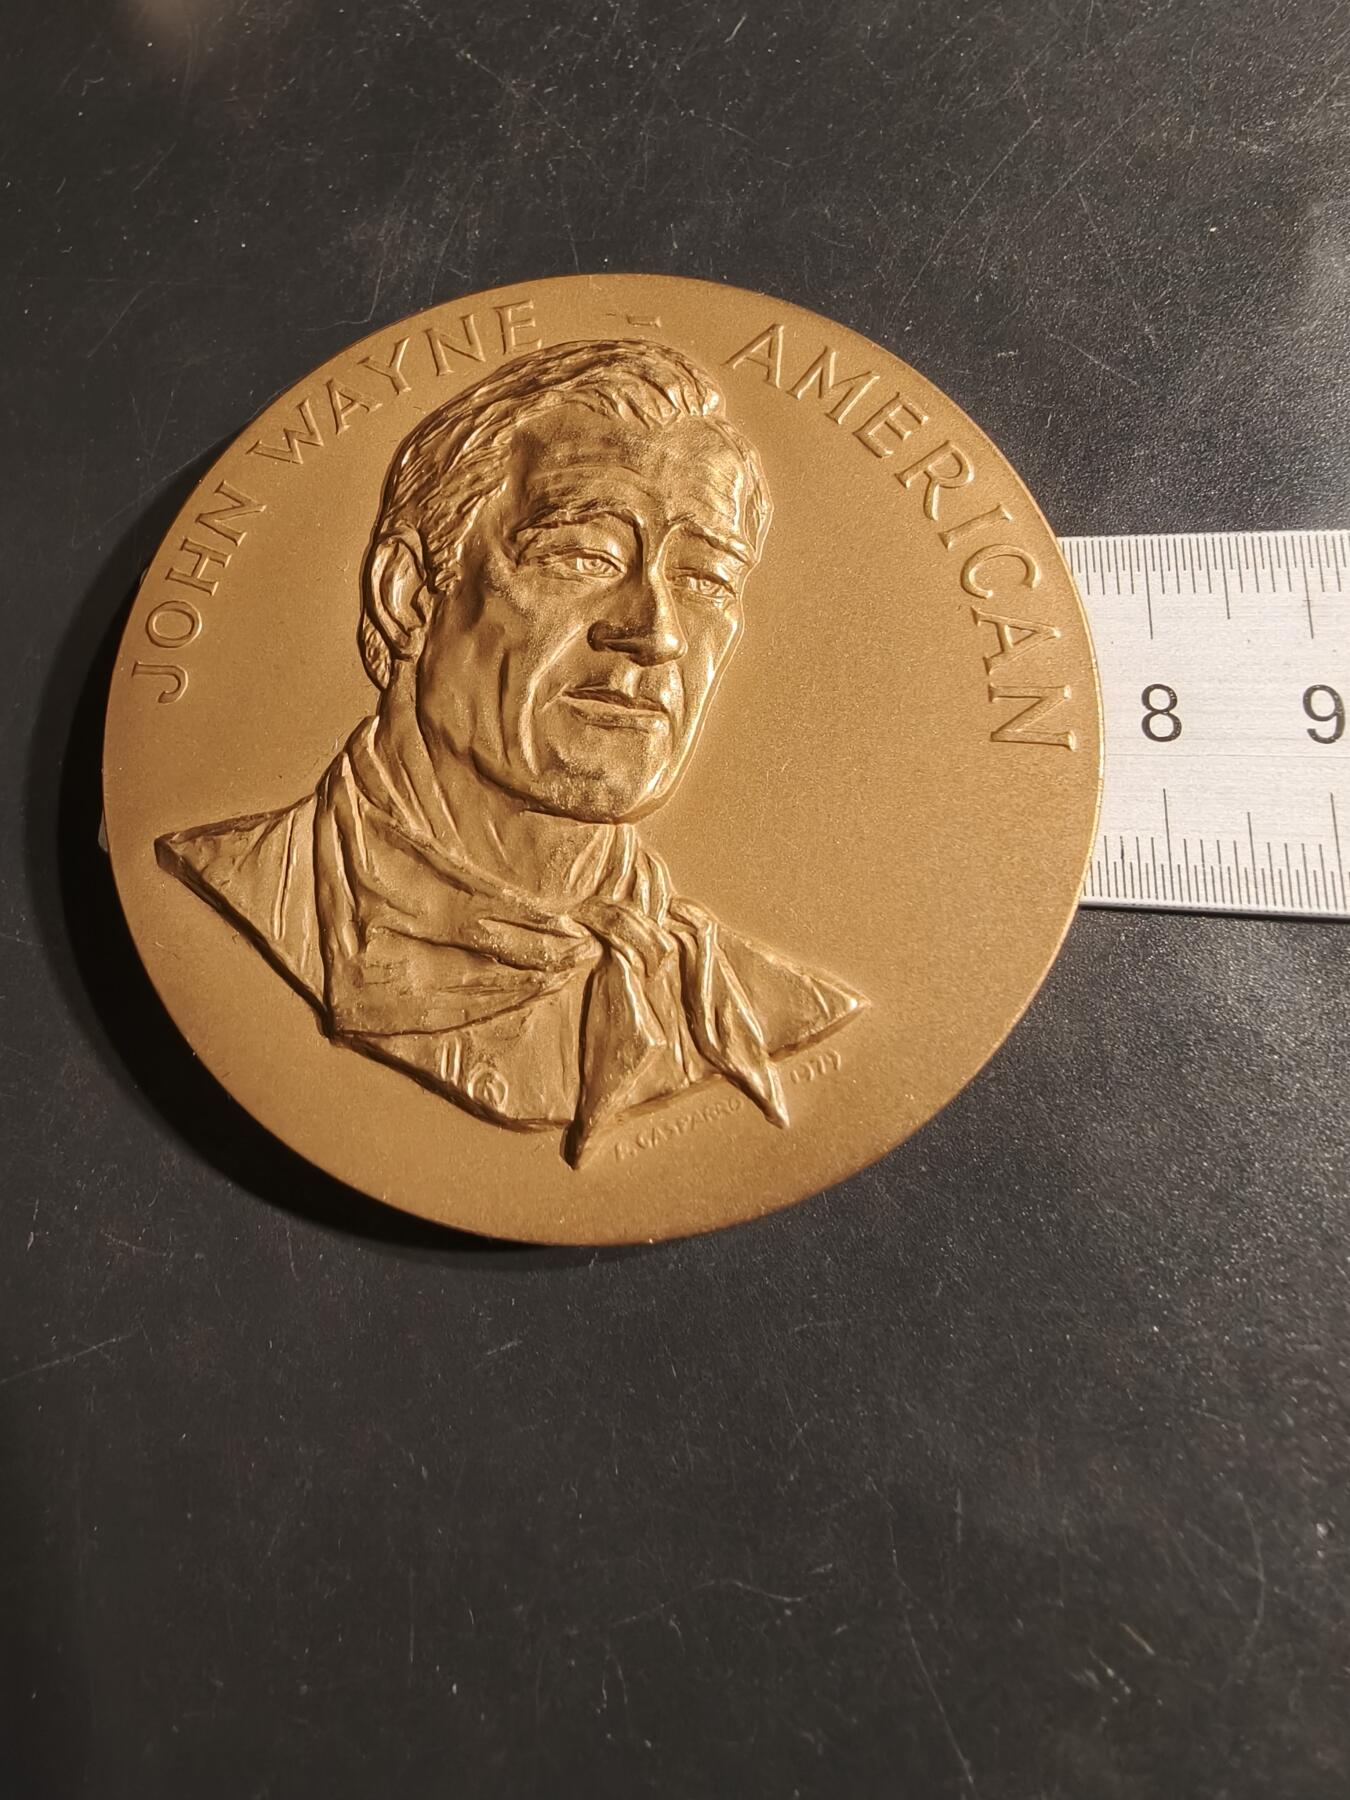 JOHN WAYNE - AMERICAN
8 9
F. GASPARRO 1979